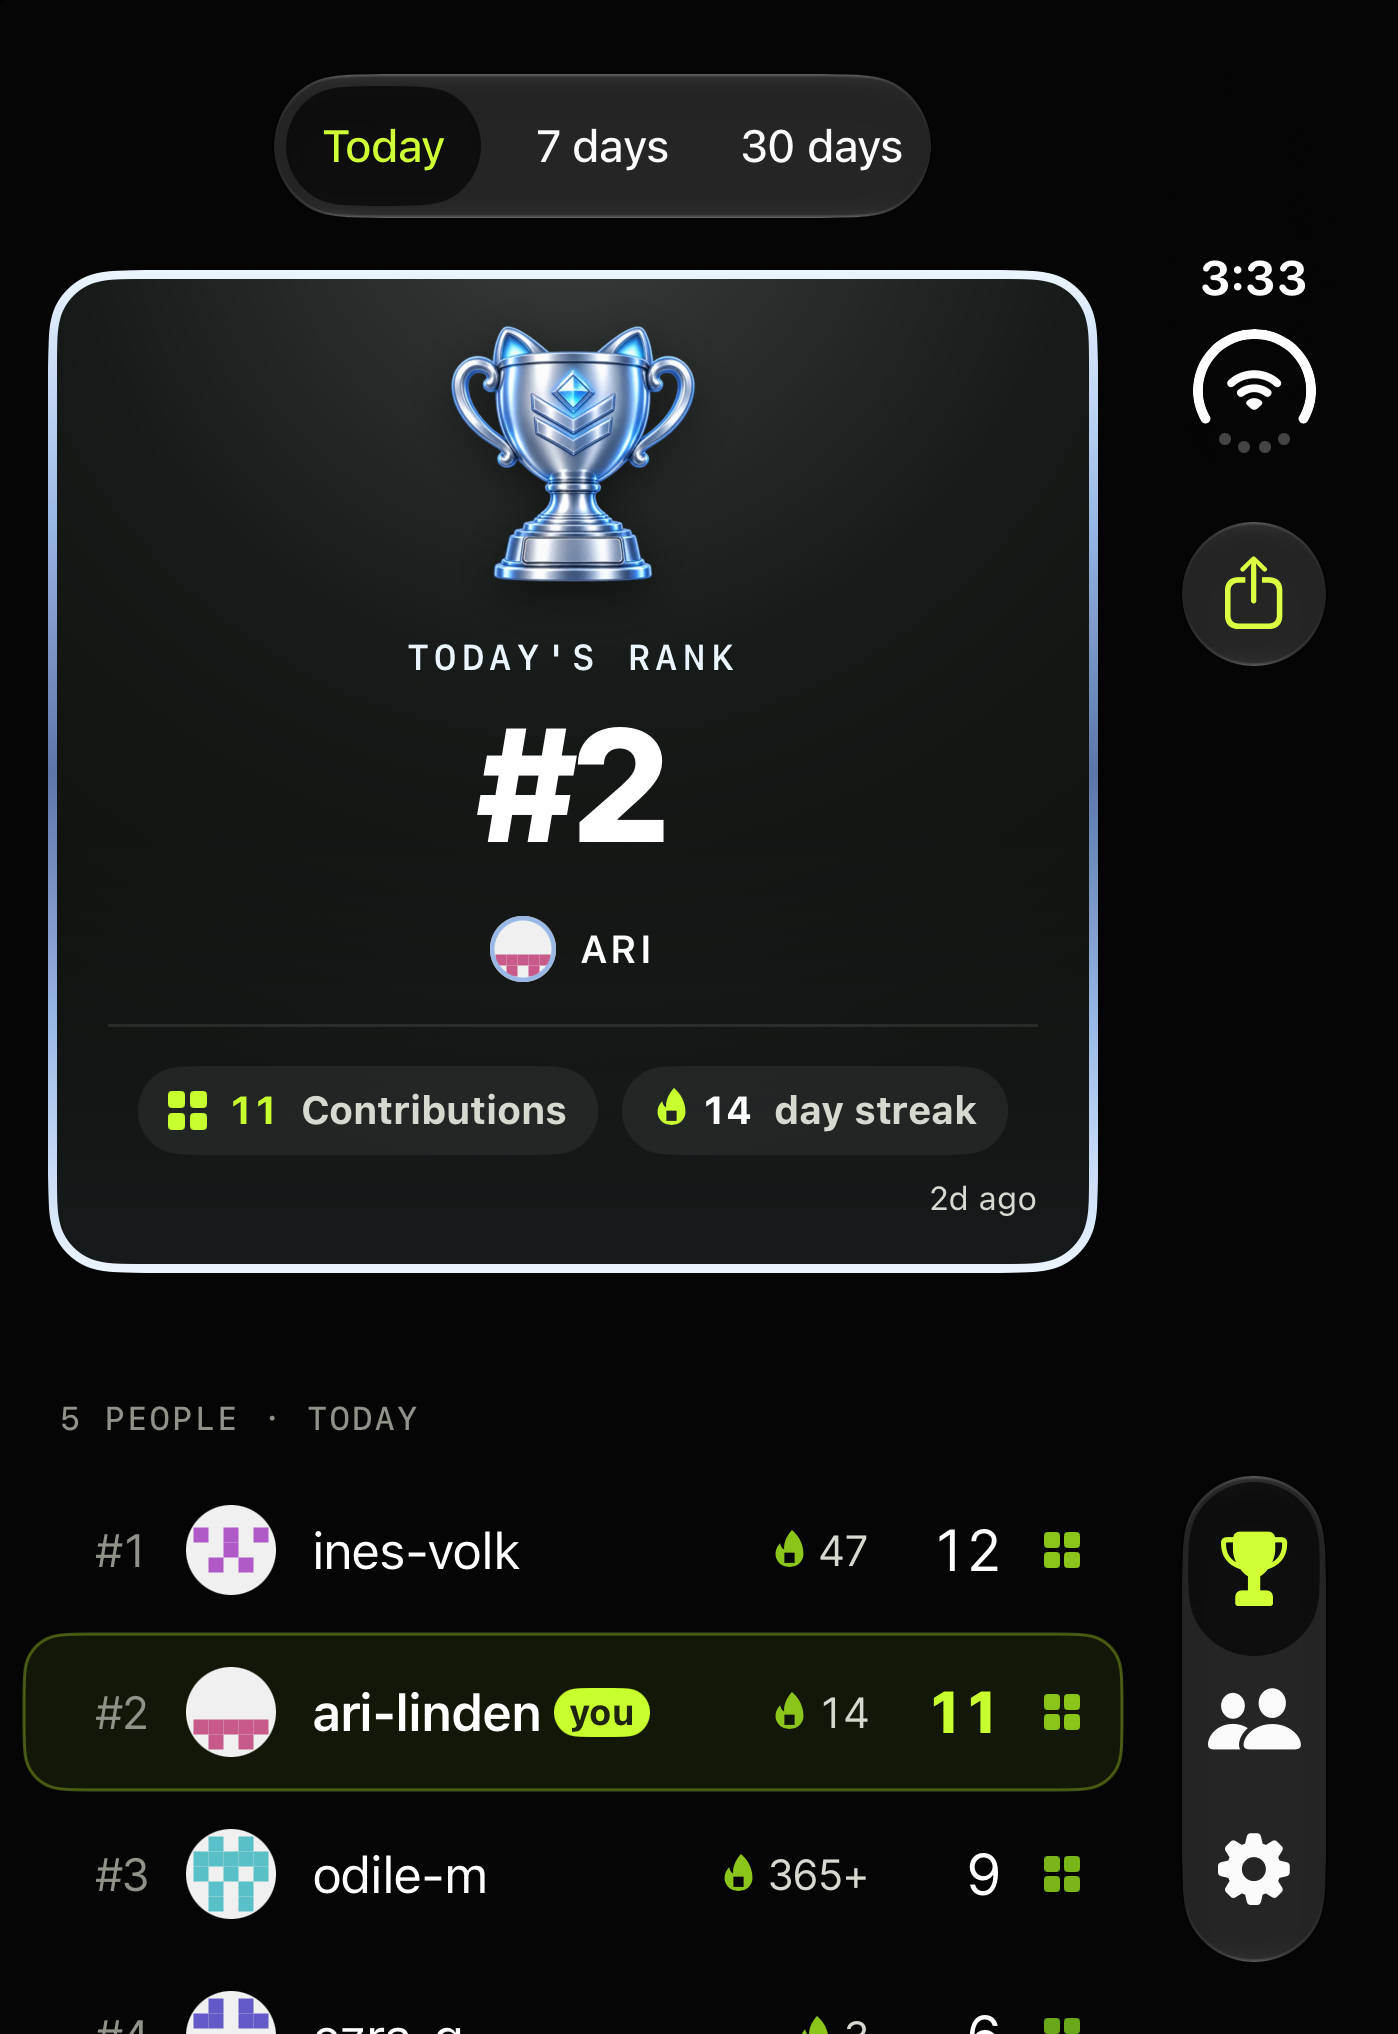 Today 7 days 30 days
3:33
TODAY'S RANK
#2
ARI
11 Contributions 14 day streak
2d ago
5 PEOPLE · TODAY
#1 ines-volk 47 12
#2 ari-linden you 14 11
#3 odile-m 365+ 9
#4